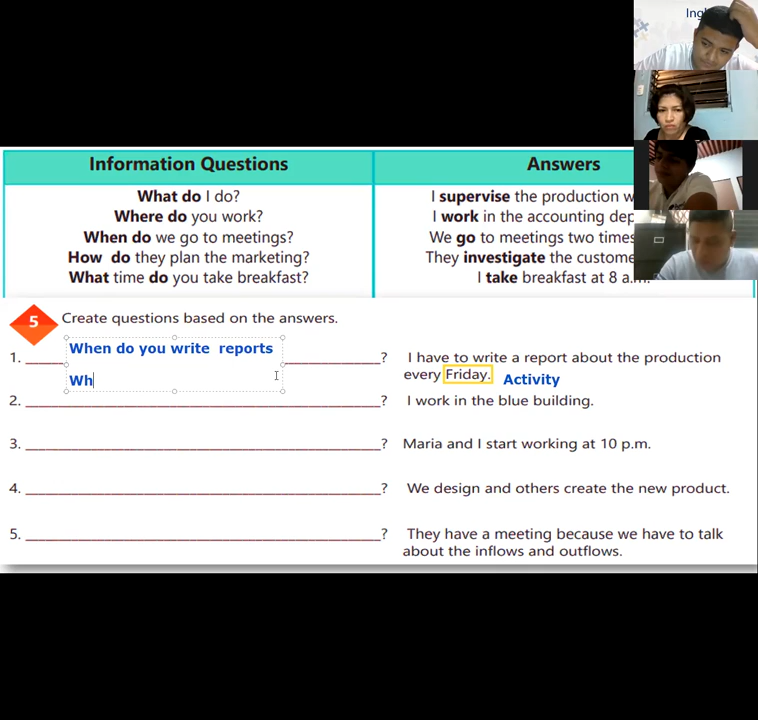 Information Questions
Answers
What do I do?
I supervise the production
Where do you work?
I work in the accounting
When do we go to meetings?
We go to meetings two times
How do they plan the marketing?
They investigate the
What time do you take breakfast?
I take breakfast at 8 a.m.
5
Create questions based on the answers.
1. When do you write reports ? I have to write a report about the production
Wh
every Friday. Activity
2. ? I work in the blue building.
3. ? Maria and I start working at 10 p.m.
4. ? We design and others create the new product.
5. ? They have a meeting because we have to talk
about the inflows and outflows.